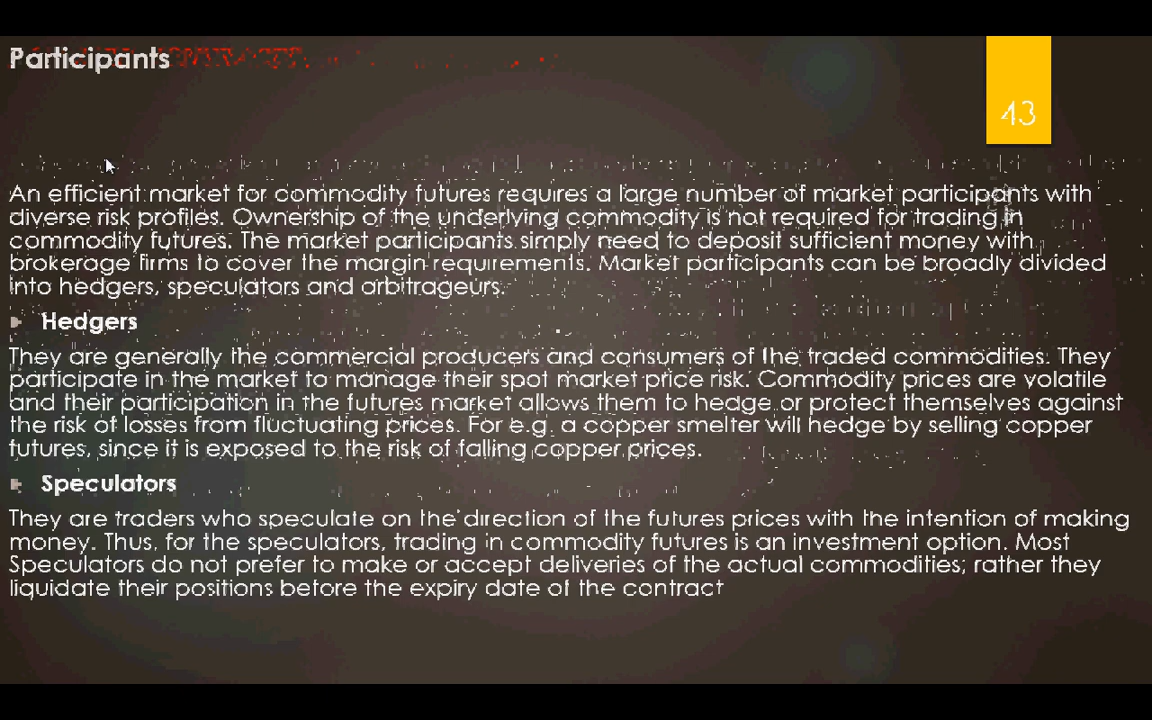 Participants
43
An efficient market for commodity futures requires a large number of market participants with
diverse risk profiles. Ownership of the underlying commodity is not required for trading in
commodity futures. The market participants simply need to deposit sufficient money with
brokerage firms to cover the margin requirements. Market participants can be broadly divided
into hedgers, speculators and arbitrageurs.
Hedgers
They are generally the commercial producers and consumers of the traded commodities. They
participate in the market to manage their spot market price risk. Commodity prices are volatile
and their participation in the futures market allows them to hedge or protect themselves against
the risk of losses from fluctuating prices. For e.g. a copper smelter will hedge by selling copper
futures, since it is exposed to the risk of falling copper prices.
Speculators
They are traders who speculate on the direction of the futures prices with the intention of making
money. Thus, for the speculators, trading in commodity futures is an investment option. Most
Speculators do not prefer to make or accept deliveries of the actual commodities; rather they
liquidate their positions before the expiry date of the contract